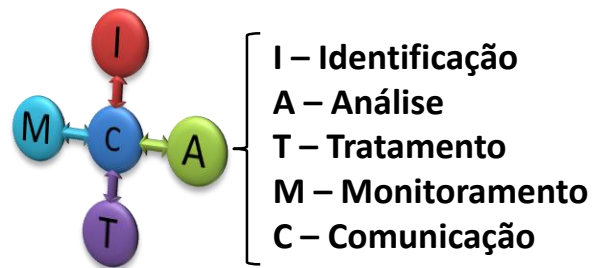 I
M
C
A
T
I – Identificação
A – Análise
T – Tratamento
M – Monitoramento
C – Comunicação